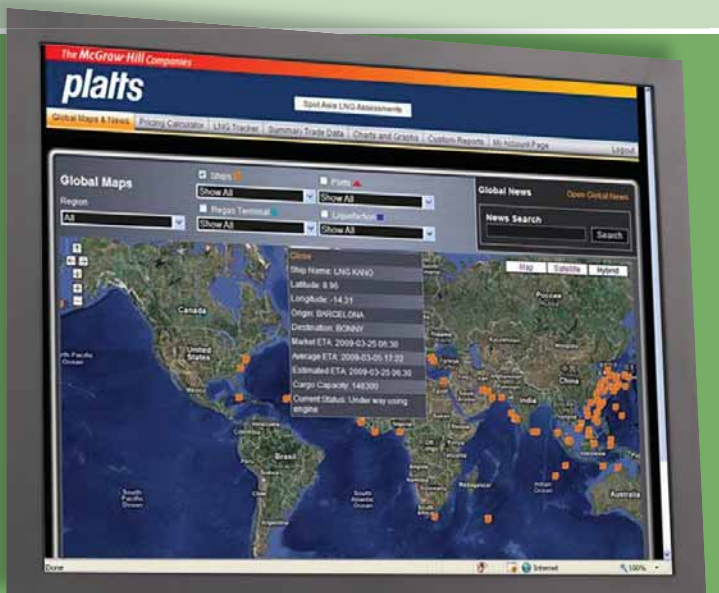 The McGraw-Hill Companies
platts
Spot Asia LNG Assessments
Global Maps & News Pricing Calculator LNG Tracker Summary Trade Data Charts and Graphs Custom Reports My Account Page Logout
Global Maps
Ships
Ports
Global News
Open Global News
Region
Show All
Show All
Regas Terminal
Liquefaction
News Search
All
Show All
Show All
Search
Close
Ship Name: LNG KANO
Latitude: 8.96
Longitude: -14.31
Origin: BARCELONA
Destination: BONNY
Market ETA: 2009-03-25 06:30
Average ETA: 2009-03-05 17:22
Estimated ETA: 2009-03-25 06:30
Cargo Capacity: 148300
Current Status: Under way using
engine
Map Satellite Hybrid
Россия
Canada
United
States
China
India
Brasil
Chile
Argentina
Madagascar
Indonesia
Australia
South
Pacific
Ocean
South
Atlantic
Ocean
Indian
Ocean
Done
Internet
100%